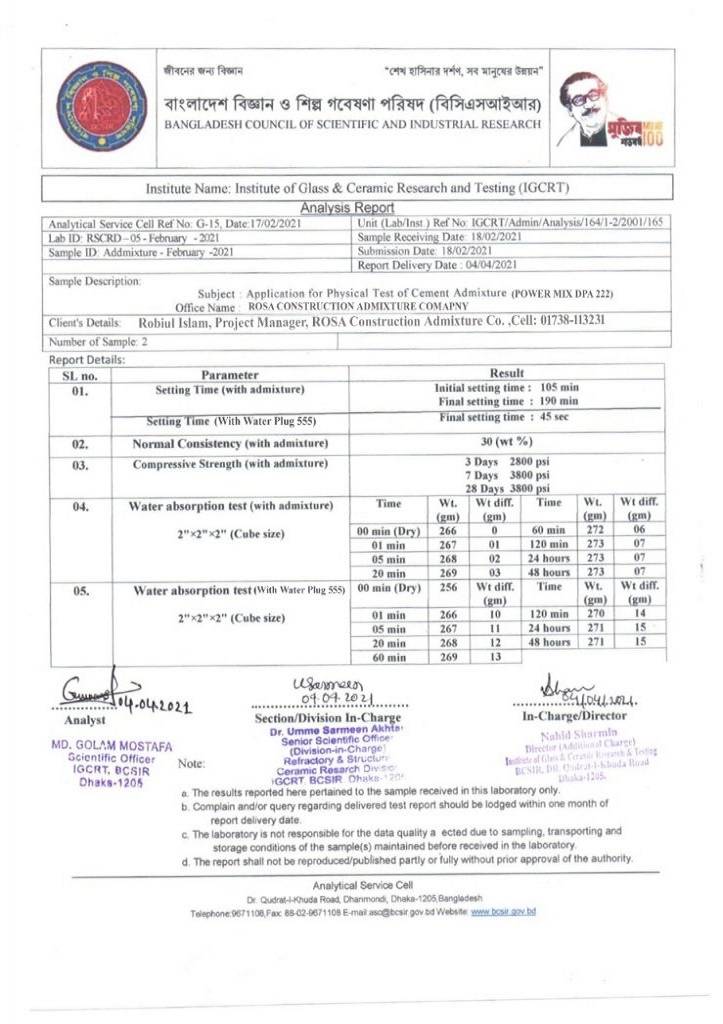 জীবনের জন্য বিজ্ঞান
"শেখ হাসিনার দর্শন, সব মানুষের উন্নয়ন"
বাংলাদেশ বিজ্ঞান ও শিল্প গবেষণা পরিষদ (বিসিএসআইআর)
BANGLADESH COUNCIL OF SCIENTIFIC AND INDUSTRIAL RESEARCH
মুজিব
শতবর্ষ 100
Institute Name: Institute of Glass & Ceramic Research and Testing (IGCRT)
Analysis Report
Analytical Service Cell Ref No: G-15, Date:17/02/2021 Unit (Lab/Inst.) Ref No: IGCRT/Admin/Analysis/164/1-2/2001/165
Lab ID: RSCRD – 05 - February - 2021 Sample Receiving Date: 18/02/2021
Sample ID: Addmixture - February -2021 Submission Date: 18/02/2021
Report Delivery Date : 04/04/2021
Sample Description:
Subject : Application for Physical Test of Cement Admixture (POWER MIX DPA 222)
Office Name : ROSA CONSTRUCTION ADMIXTURE COMAPNY
Client's Details: Robiul Islam, Project Manager, ROSA Construction Admixture Co. ,Cell: 01738-113231
Number of Sample: 2
Report Details:
SL no. Parameter Result
01. Setting Time (with admixture) Initial setting time : 105 min
Final setting time : 190 min
Setting Time (With Water Plug 555) Final setting time : 45 sec
02. Normal Consistency (with admixture) 30 (wt %)
03. Compressive Strength (with admixture) 3 Days 2800 psi
7 Days 3800 psi
28 Days 3800 psi
04. Water absorption test (with admixture) Time Wt. (gm) Wt diff. (gm) Time Wt. (gm) Wt diff. (gm)
2"×2"×2" (Cube size) 00 min (Dry) 266 0 60 min 272 06
01 min 267 01 120 min 273 07
05 min 268 02 24 hours 273 07
20 min 269 03 48 hours 273 07
05. Water absorption test (With Water Plug 555) 00 min (Dry) 256 Wt diff. (gm) Time Wt. (gm) Wt diff. (gm)
2"×2"×2" (Cube size) 01 min 266 10 120 min 270 14
05 min 267 11 24 hours 271 15
20 min 268 12 48 hours 271 15
60 min 269 13
04.04.2021
Analyst
MD. GOLAM MOSTAFA
Scientific Officer
IGCRT, BCSIR
Dhaka-1205
USarmeen
04.04.2021
Section/Division In-Charge
Dr. Umme Sarmeen Akhter
Senior Scientific Officer
(Division-in-Charge)
Refractory & Structure
Ceramic Resarch Division
IGCRT. BCSIR. Dhaka-1205
04/04/2021.
In-Charge/Director
Nahid Sharmin
Director (Additional Charge)
Institute of Glass & Ceramic Research & Testing
BCSIR, DR. Qudrat-I-Khuda Road
Dhaka-1205.
Note:
a. The results reported here pertained to the sample received in this laboratory only.
b. Complain and/or query regarding delivered test report should be lodged within one month of
report delivery date.
c. The laboratory is not responsible for the data quality a ected due to sampling, transporting and
storage conditions of the sample(s) maintained before received in the laboratory.
d. The report shall not be reproduced/published partly or fully without prior approval of the authority.
Analytical Service Cell
Dr. Qudrat-I-Khuda Road, Dhanmondi, Dhaka-1205,Bangladesh
Telephone:9671108,Fax: 88-02-9671108 E-mail:asc@bcsir.gov.bd Website: www.bcsir.gov.bd